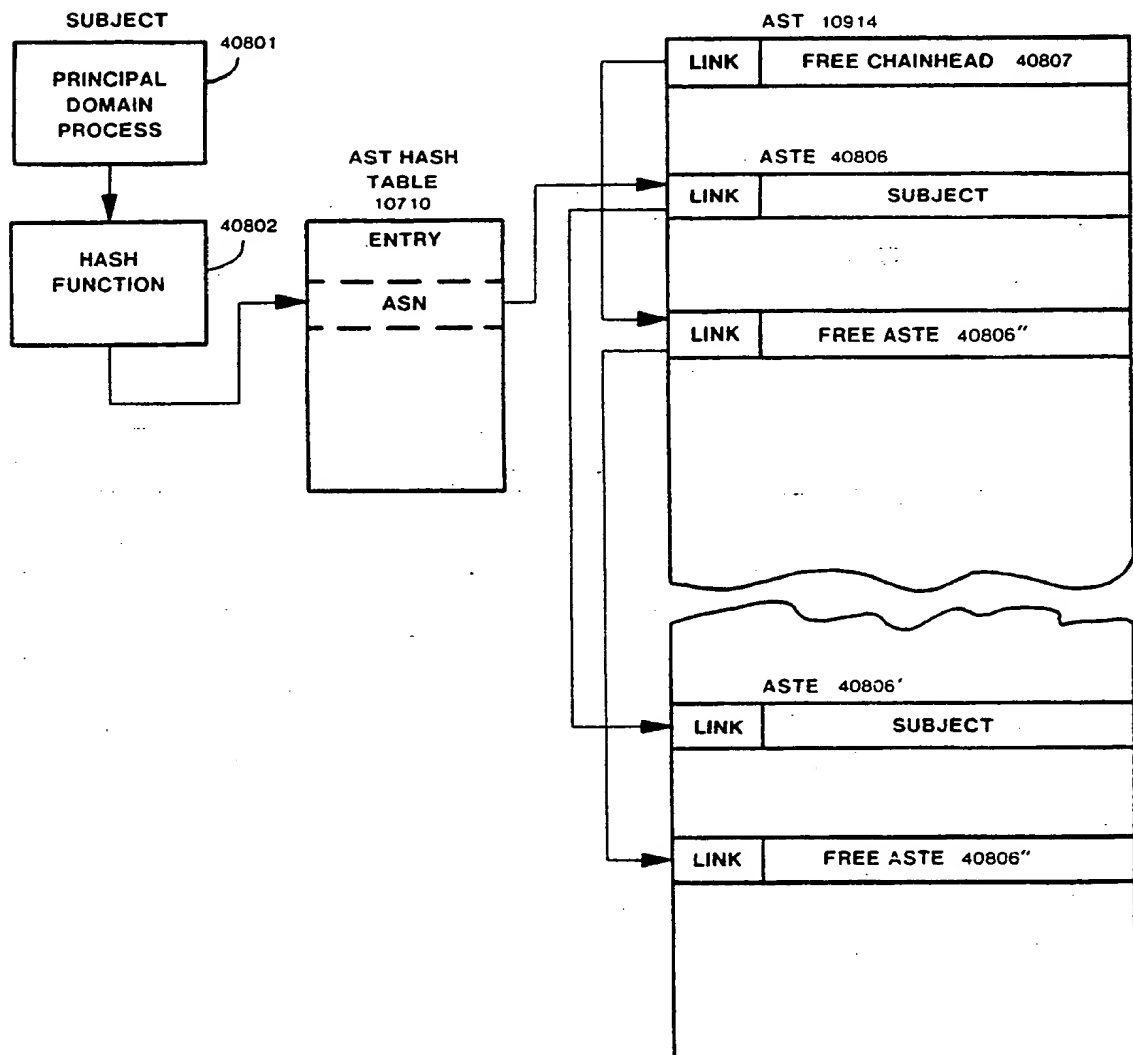 SUBJECT
40801
PRINCIPAL
DOMAIN
PROCESS
40802
HASH
FUNCTION
AST HASH
TABLE
10710
ENTRY
ASN
AST 10914
LINK FREE CHAINHEAD 40807
ASTE 40806
LINK SUBJECT
LINK FREE ASTE 40806"
ASTE 40806'
LINK SUBJECT
LINK FREE ASTE 40806"